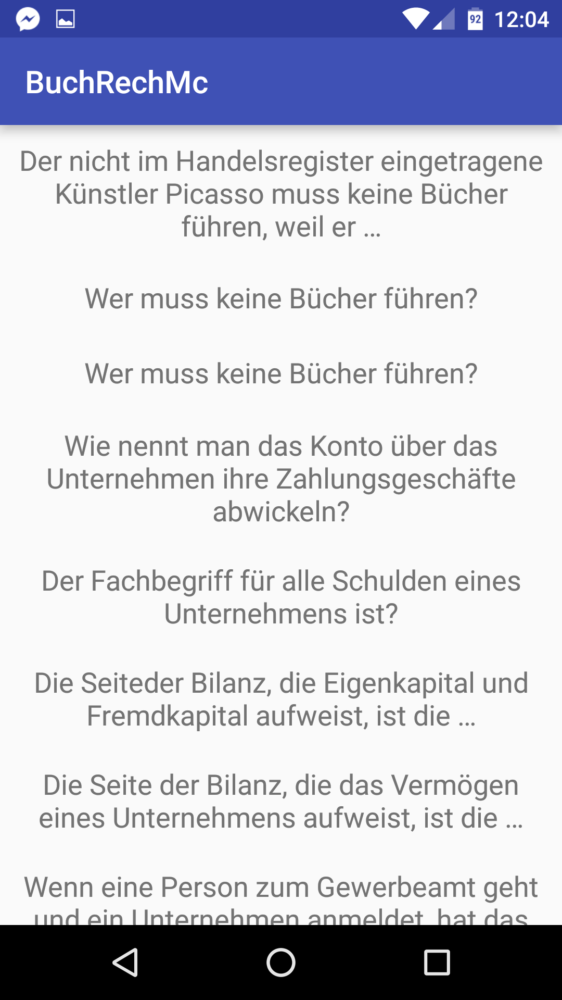 92 12:04
BuchRechMc
Der nicht im Handelsregister eingetragene
Künstler Picasso muss keine Bücher
führen, weil er …
Wer muss keine Bücher führen?
Wer muss keine Bücher führen?
Wie nennt man das Konto über das
Unternehmen ihre Zahlungsgeschäfte
abwickeln?
Der Fachbegriff für alle Schulden eines
Unternehmens ist?
Die Seiteder Bilanz, die Eigenkapital und
Fremdkapital aufweist, ist die …
Die Seite der Bilanz, die das Vermögen
eines Unternehmens aufweist, ist die …
Wenn eine Person zum Gewerbeamt geht
und ein Unternehmen anmeldet, hat das